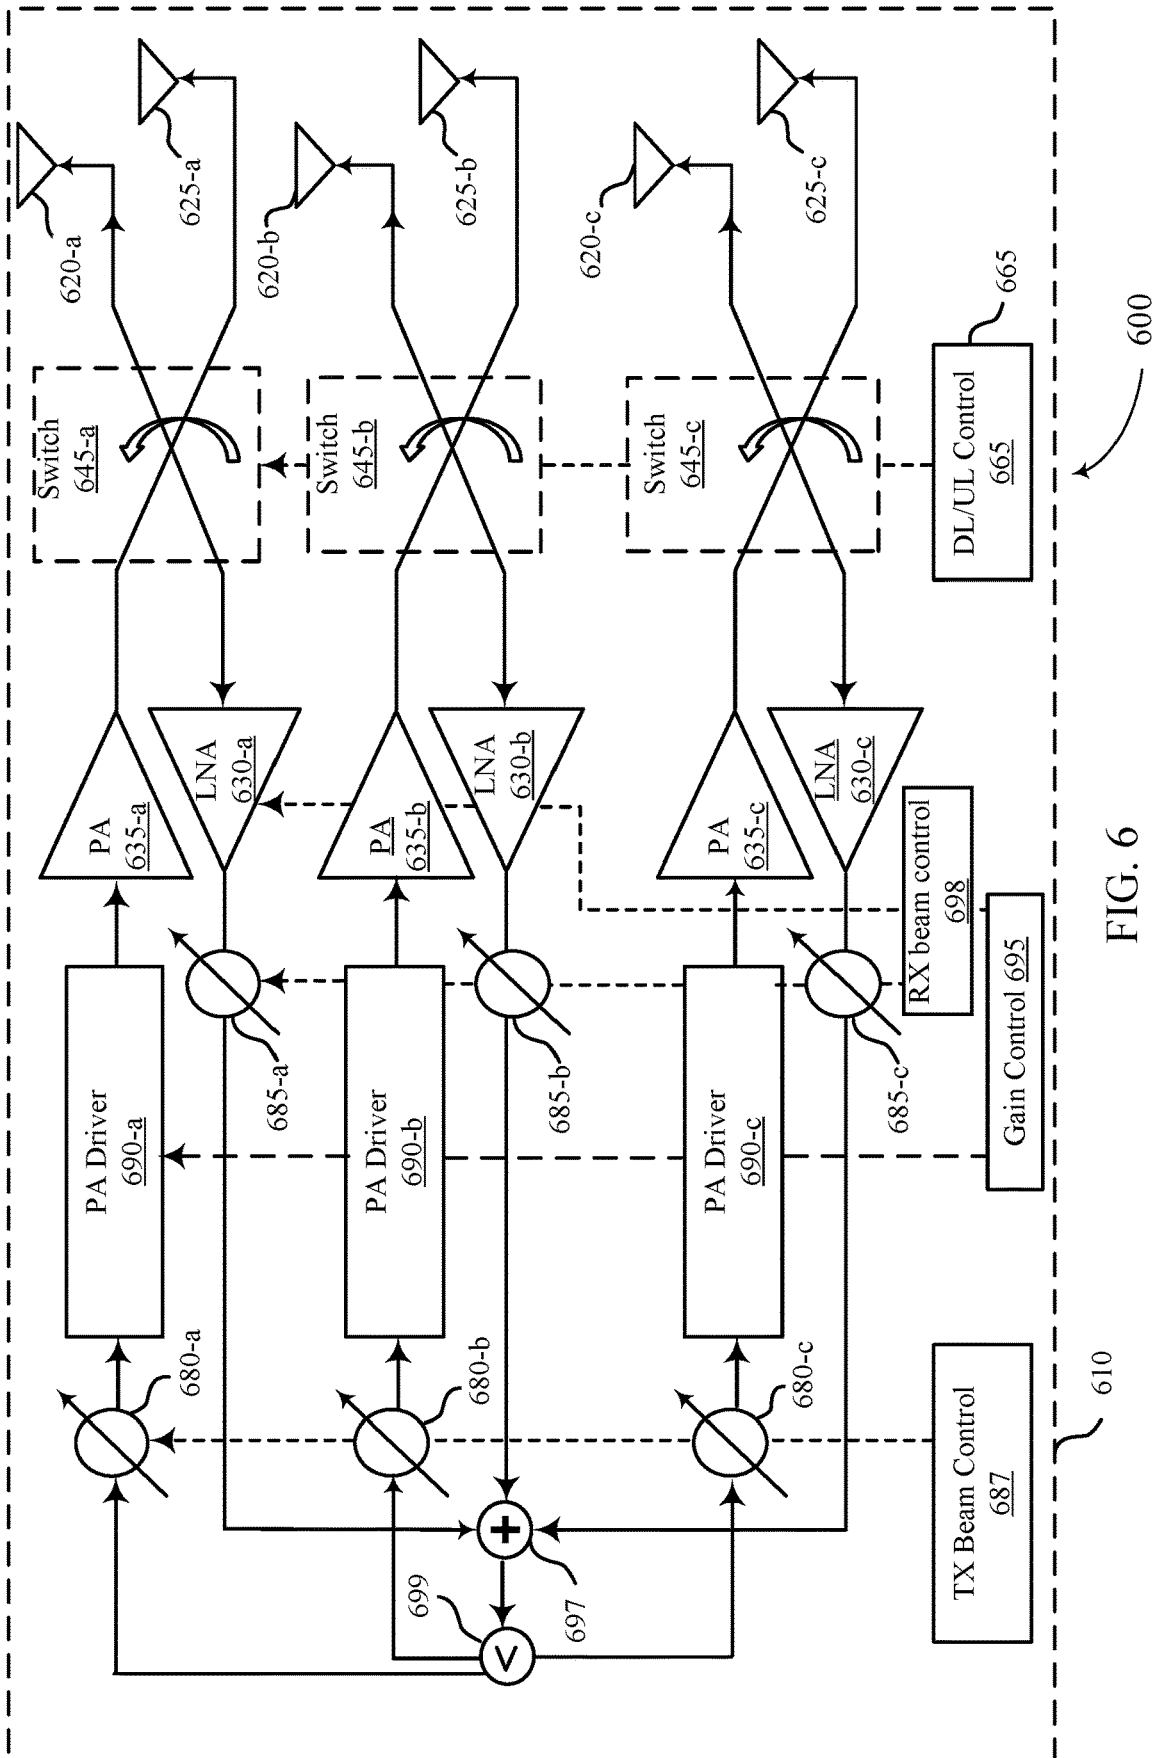 620-a
625-a
620-b
625-b
620-c
625-c
Switch
645-a
Switch
645-b
Switch
645-c
DL/UL Control
665
665
600
PA
635-a
LNA
630-a
PA
635-b
LNA
630-b
PA
635-c
LNA
630-c
RX beam control
698
Gain Control 695
PA Driver
690-a
685-a
PA Driver
690-b
685-b
PA Driver
690-c
685-c
680-a
680-b
680-c
TX Beam Control
687
610
+
697
699
V
FIG. 6